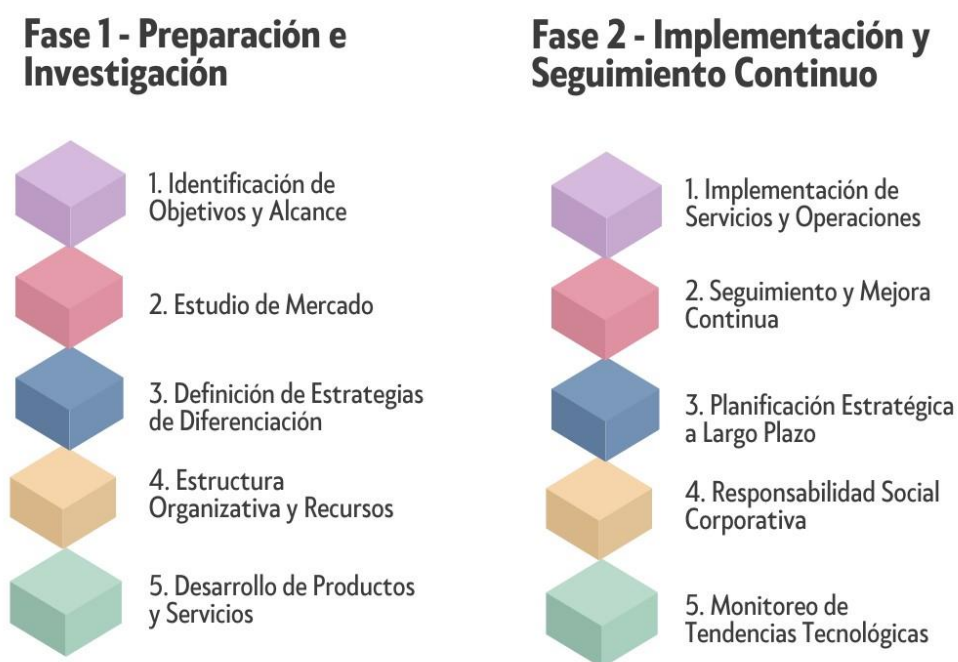 Fase 1 - Preparación e
Investigación
1. Identificación de
Objetivos y Alcance
2. Estudio de Mercado
3. Definición de Estrategias
de Diferenciación
4. Estructura
Organizativa y Recursos
5. Desarrollo de Productos
y Servicios
Fase 2 - Implementación y
Seguimiento Continuo
1. Implementación de
Servicios y Operaciones
2. Seguimiento y Mejora
Continua
3. Planificación Estratégica
a Largo Plazo
4. Responsabilidad Social
Corporativa
5. Monitoreo de
Tendencias Tecnológicas